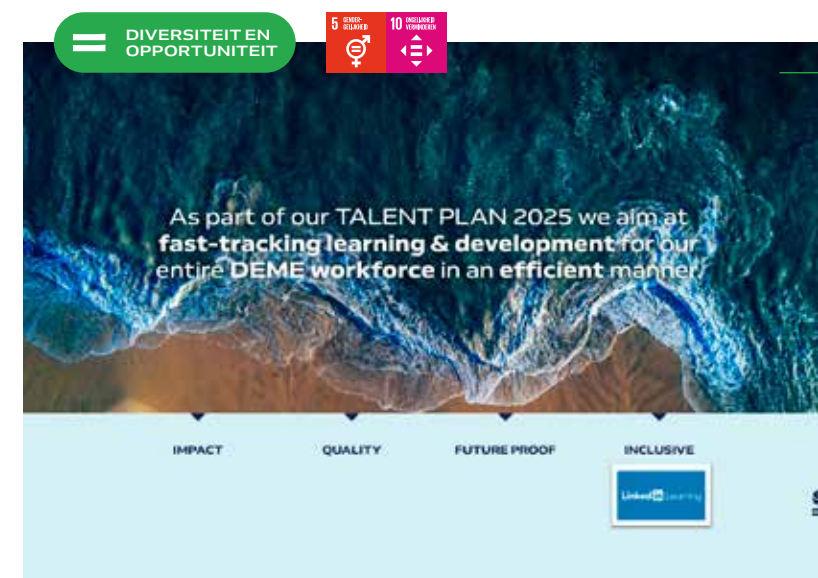 DIVERSITEIT EN
OPPORTUNITEIT
5 GENDER-
GELIJKHEID
10 ONGELIJKHEID
VERMINDEREN
As part of our TALENT PLAN 2025 we aim at
fast-tracking learning & development for our
entire DEME workforce in an efficient manner.
IMPACT
QUALITY
FUTURE PROOF
INCLUSIVE
Linked in Learning